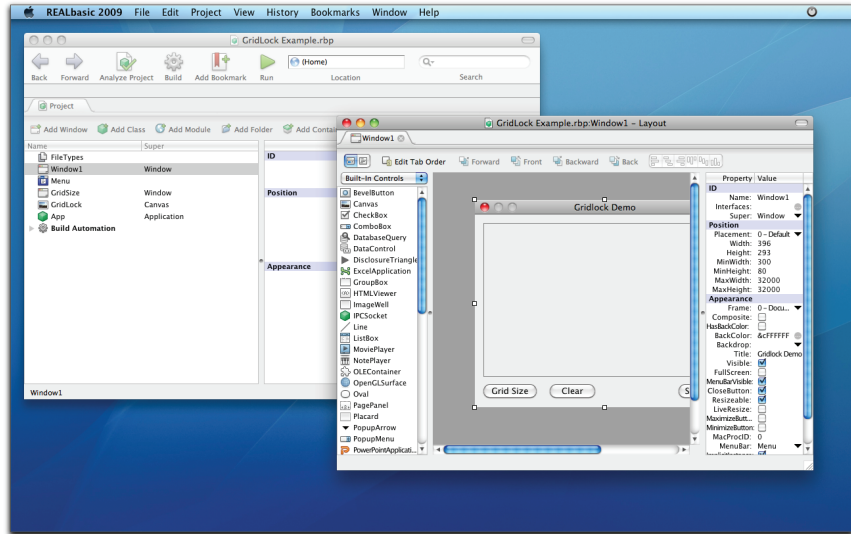 REALbasic 2009 File Edit Project View History Bookmarks Window Help
GridLock Example.rbp
(Home)
Back Forward Analyze Project Build Add Bookmark Run Location Search
Project
Add Window Add Class Add Module Add Folder Add Contai
Name Super
FileTypes
Window1 Window
Menu
GridSize Window
GridLock Canvas
App Application
Build Automation
ID
Position
Appearance
Window1
GridLock Example.rbp:Window1 – Layout
Window1
Edit Tab Order Forward Front Backward Back
Built-In Controls
BevelButton
Canvas
CheckBox
ComboBox
DatabaseQuery
DataControl
DisclosureTriangle
ExcelApplication
GroupBox
HTMLViewer
ImageWell
IPCSocket
Line
ListBox
MoviePlayer
NotePlayer
OLEContainer
OpenGLSurface
Oval
PagePanel
Placard
PopupArrow
PopupMenu
PowerPointApplicati...
Gridlock Demo
Grid Size Clear S
Property Value
ID
Name: Window1
Interfaces:
Super: Window
Position
Placement: 0 – Default
Width: 396
Height: 293
MinWidth: 300
MinHeight: 80
MaxWidth: 32000
MaxHeight: 32000
Appearance
Frame: 0 – Docu...
Composite:
HasBackColor:
BackColor: &cFFFFFF
Backdrop:
Title: Gridlock Demo
Visible:
FullScreen:
MenuBarVisible:
CloseButton:
Resizeable:
LiveResize:
MaximizeButt...
MinimizeButton:
MacProcID: 0
MenuBar: Menu